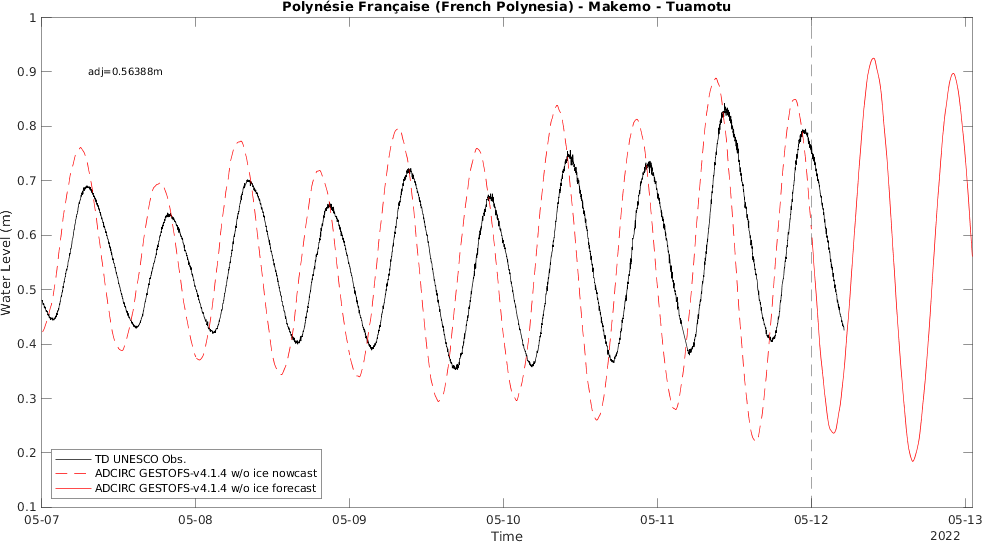 Polynésie Française (French Polynesia) - Makemo - Tuamotu
1
adj=0.56388m
0.9
0.8
0.7
0.6
0.5
0.4
0.3
0.2
0.1
Water Level (m)
TD UNESCO Obs.
ADCIRC GESTOFS-v4.1.4 w/o ice nowcast
ADCIRC GESTOFS-v4.1.4 w/o ice forecast
05-07 05-08 05-09 05-10 05-11 05-12 05-13
Time
2022